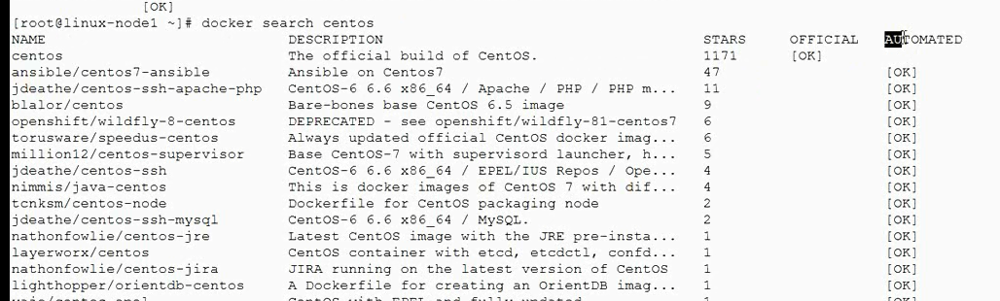 [OK]
[root@linux-node1 ~]# docker search centos
NAME DESCRIPTION STARS OFFICIAL AUTOMATED
centos The official build of CentOS. 1171 [OK]
ansible/centos7-ansible Ansible on Centos7 47 [OK]
jdeathe/centos-ssh-apache-php CentOS-6 6.6 x86_64 / Apache / PHP / PHP m... 11 [OK]
blalor/centos Bare-bones base CentOS 6.5 image 9 [OK]
openshift/wildfly-8-centos DEPRECATED - see openshift/wildfly-81-centos7 6 [OK]
torusware/speedus-centos Always updated official CentOS docker imag... 6 [OK]
million12/centos-supervisor Base CentOS-7 with supervisord launcher, h... 5 [OK]
jdeathe/centos-ssh CentOS-6 6.6 x86_64 / EPEL/IUS Repos / Ope... 4 [OK]
nimmis/java-centos This is docker images of CentOS 7 with dif... 4 [OK]
tcnksm/centos-node Dockerfile for CentOS packaging node 2 [OK]
jdeathe/centos-ssh-mysql CentOS-6 6.6 x86_64 / MySQL. 2 [OK]
nathonfowlie/centos-jre Latest CentOS image with the JRE pre-insta... 1 [OK]
layerworx/centos CentOS container with etcd, etcdctl, confd... 1 [OK]
nathonfowlie/centos-jira JIRA running on the latest version of CentOS 1 [OK]
lighthopper/orientdb-centos A Dockerfile for creating an OrientDB imag... 1 [OK]